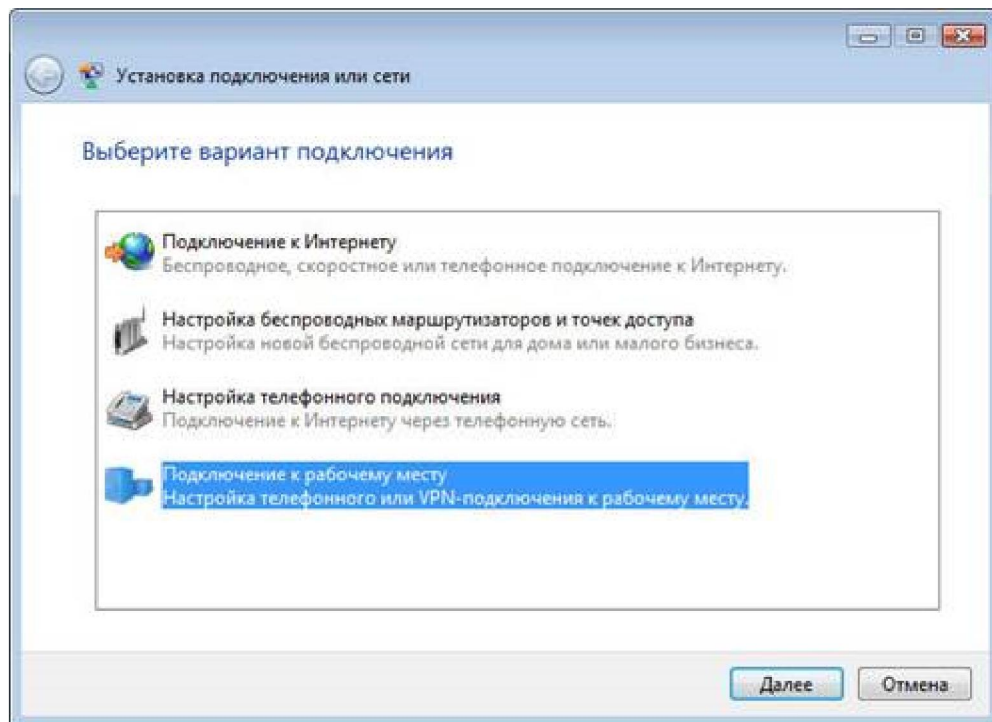 Установка подключения или сети
Выберите вариант подключения
Подключение к Интернету
Беспроводное, скоростное или телефонное подключение к Интернету.
Настройка беспроводных маршрутизаторов и точек доступа
Настройка новой беспроводной сети для дома или малого бизнеса.
Настройка телефонного подключения
Подключение к Интернету через телефонную сеть.
Подключение к рабочему месту
Настройка телефонного или VPN-подключения к рабочему месту.
Далее
Отмена